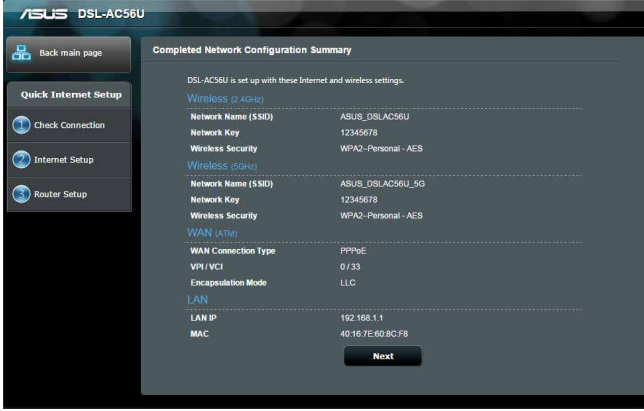 ASUS DSL-AC56U
Back main page
Quick Internet Setup
1 Check Connection
2 Internet Setup
3 Router Setup
Completed Network Configuration Summary
DSL-AC56U is set up with these Internet and wireless settings.
Wireless (2.4GHz)
Network Name (SSID) ASUS_DSLAC56U
Network Key 12345678
Wireless Security WPA2-Personal - AES
Wireless (5GHz)
Network Name (SSID) ASUS_DSLAC56U_5G
Network Key 12345678
Wireless Security WPA2-Personal - AES
WAN (ATM)
WAN Connection Type PPPoE
VPI / VCI 0 / 33
Encapsulation Mode LLC
LAN
LAN IP 192.168.1.1
MAC 40:16:7E:60:8C:F8
Next